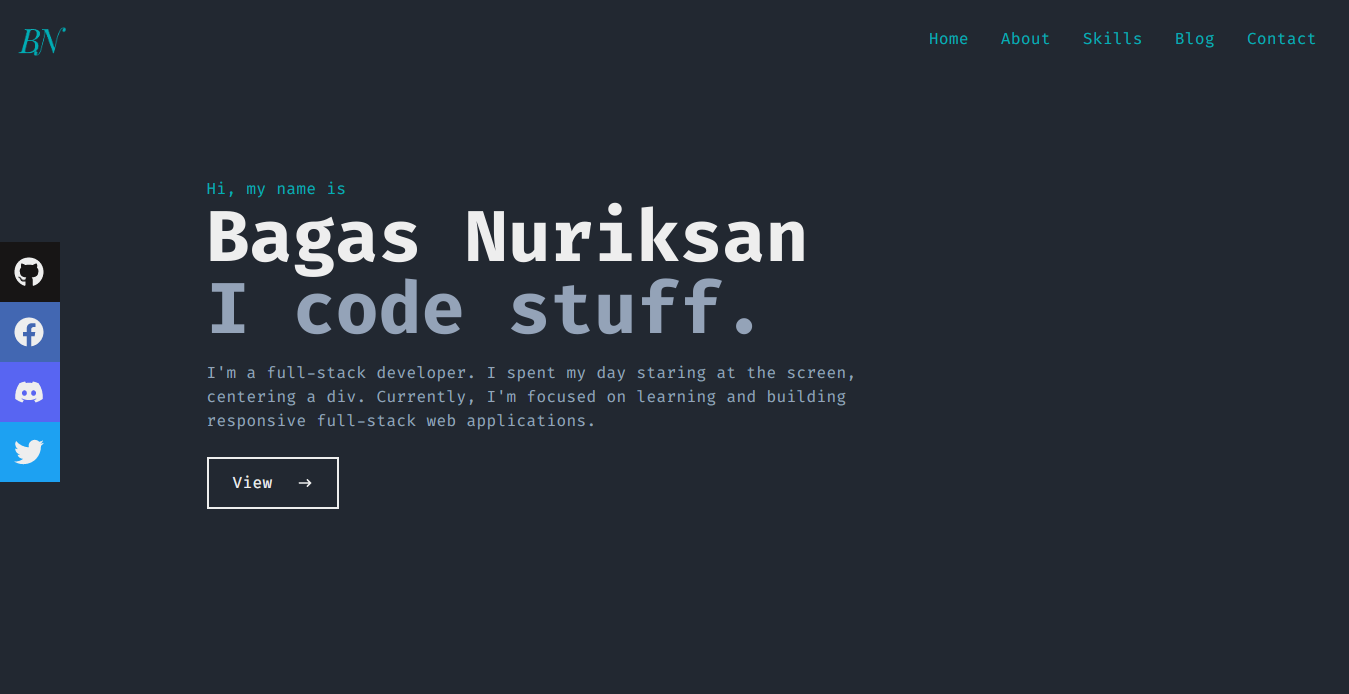 BN
Home About Skills Blog Contact
Hi, my name is
Bagas Nuriksan
I code stuff.
I'm a full-stack developer. I spent my day staring at the screen,
centering a div. Currently, I'm focused on learning and building
responsive full-stack web applications.
View →